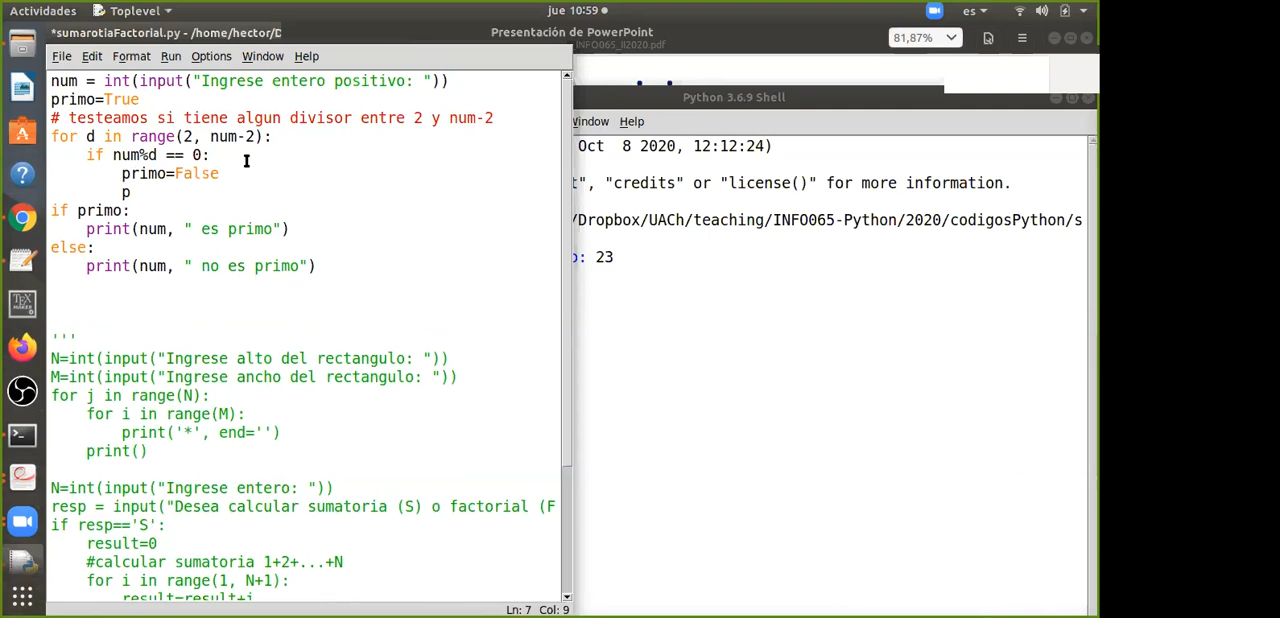 Actividades
Toplevel
jue 10:59
es
*sumarotiaFactorial.py - /home/hector/D
File Edit Format Run Options Window Help
num = int(input("Ingrese entero positivo: "))
primo=True
# testeamos si tiene algun divisor entre 2 y num-2
for d in range(2, num-2):
    if num%d == 0:
        primo=False
        p
if primo:
    print(num, " es primo")
else:
    print(num, " no es primo")
'''
N=int(input("Ingrese alto del rectangulo: "))
M=int(input("Ingrese ancho del rectangulo: "))
for j in range(N):
    for i in range(M):
        print('*', end='')
    print()
N=int(input("Ingrese entero: "))
resp = input("Desea calcular sumatoria (S) o factorial (F
if resp=='S':
    result=0
    #calcular sumatoria 1+2+...+N
    for i in range(1, N+1):
        result=result+i
Ln: 7 Col: 9
Presentación de PowerPoint
_INFO065_II2020.pdf
81,87%
Python 3.6.9 Shell
indow Help
Oct  8 2020, 12:12:24)
t", "credits" or "license()" for more information.
/Dropbox/UACh/teaching/INFO065-Python/2020/codigosPython/s
o: 23